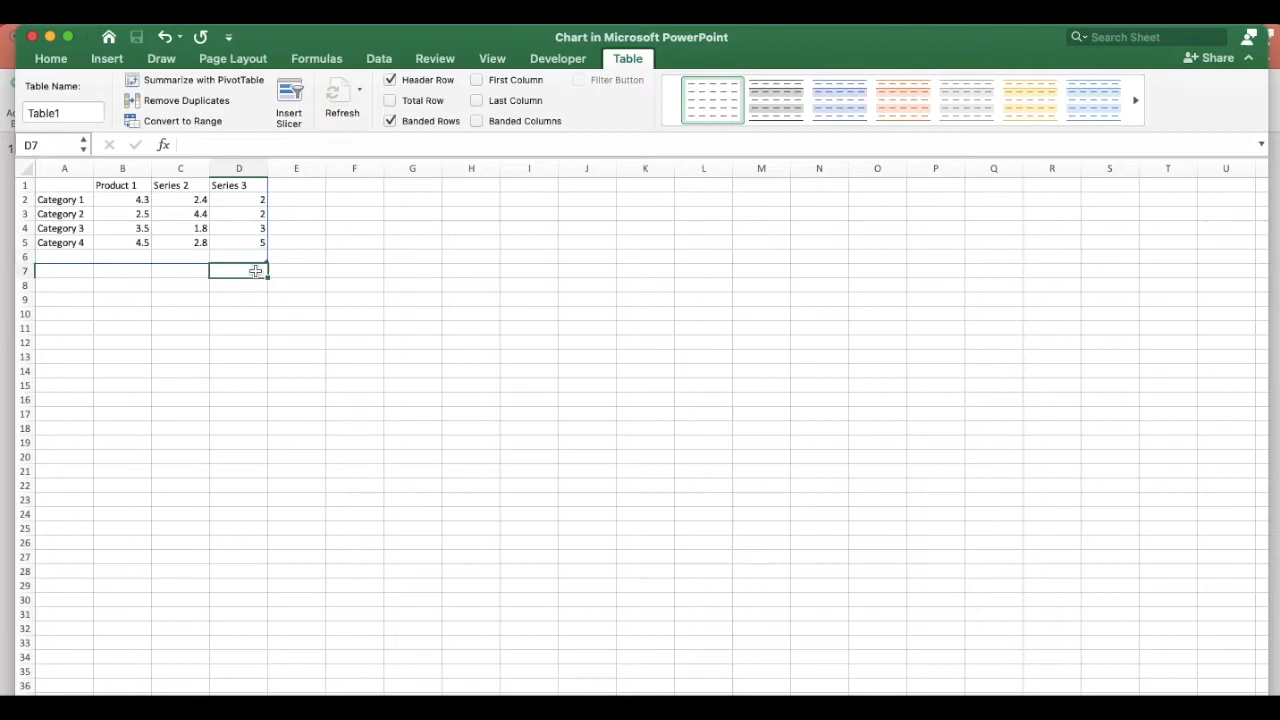 Chart in Microsoft PowerPoint
Search Sheet
Home Insert Draw Page Layout Formulas Data Review View Developer Table
Share
Table Name:
Table1
Summarize with PivotTable
Remove Duplicates
Convert to Range
Insert
Slicer
Refresh
Header Row
Total Row
Banded Rows
First Column
Last Column
Banded Columns
Filter Button
D7
fx
A B C D E F G H I J K L M N O P Q R S T U
1 Product 1 Series 2 Series 3
2 Category 1 4.3 2.4 2
3 Category 2 2.5 4.4 2
4 Category 3 3.5 1.8 3
5 Category 4 4.5 2.8 5
6
7
8
9
10
11
12
13
14
15
16
17
18
19
20
21
22
23
24
25
26
27
28
29
30
31
32
33
34
35
36